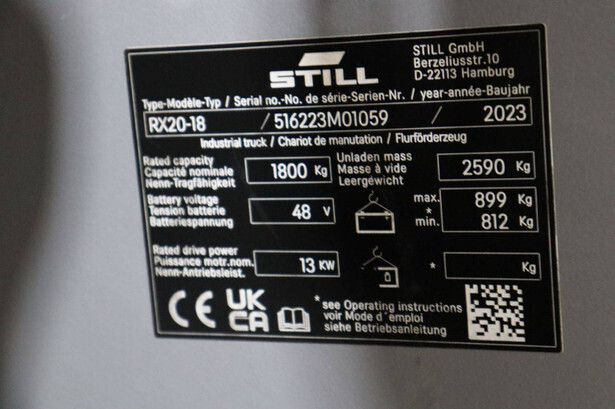 STILL
STILL GmbH
Berzeliusstr.10
D-22113 Hamburg
Type-Modèle-Typ / Serial no.-No. de série-Serien-Nr. / year-année-Baujahr
RX20-18 / 516223M01059 / 2023
Industrial truck / Chariot de manutation / Flurförderzeug
Rated capacity
Capacité nominale
Nenn-Tragfähigkeit
1800 Kg
Unladen mass
Masse à vide
Leergewicht
2590 Kg
Battery voltage
Tension batterie
Batteriespannung
48 V
max. 899 Kg
*
min. 812 Kg
Rated drive power
Puissance motr.nom.
Nenn-Antriebsleist.
13 KW
* Kg
CE
UK
CA
* see Operating instructions
voir Mode d'emploi
siehe Betriebsanleitung